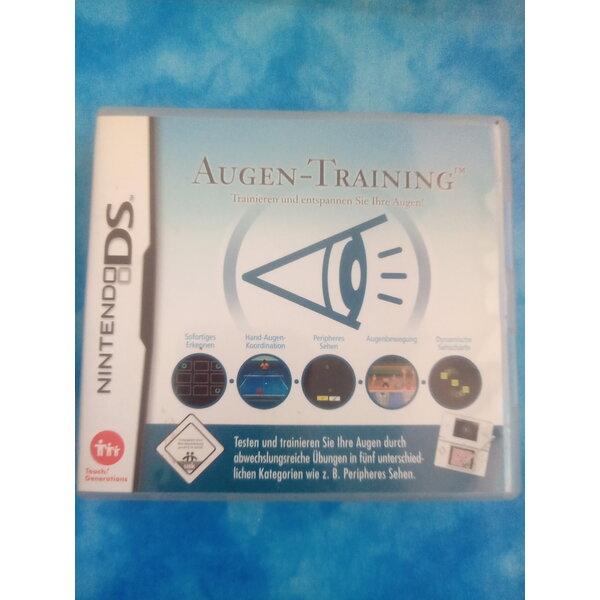 AUGEN-TRAINING™
Trainieren und entspannen Sie Ihre Augen!
NINTENDO DS™
Sofortiges
Erkennen
Hand-Augen-
Koordination
Peripheres
Sehen
Augenbewegung
Dynamische
Sehschärfe
Testen und trainieren Sie Ihre Augen durch
abwechslungsreiche Übungen in fünf unterschied-
lichen Kategorien wie z. B. Peripheres Sehen.
usk
Touch!
Generations